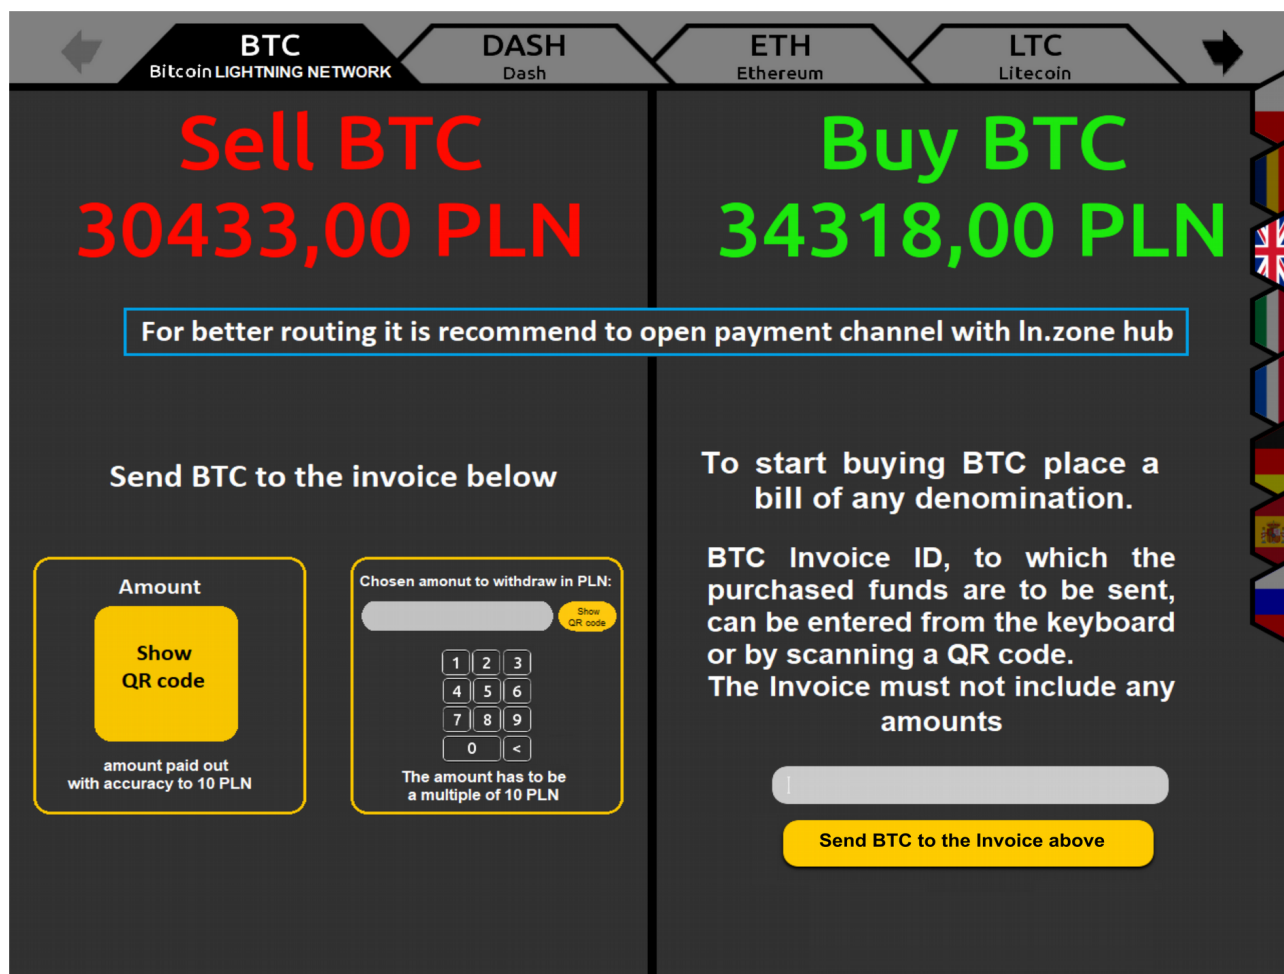 BTC
Bitcoin LIGHTNING NETWORK
DASH
Dash
ETH
Ethereum
LTC
Litecoin
Sell BTC
30433,00 PLN
Buy BTC
34318,00 PLN
For better routing it is recommend to open payment channel with ln.zone hub
Send BTC to the invoice below
Amount
Show
QR code
amount paid out
with accuracy to 10 PLN
Chosen amonut to withdraw in PLN:
Show
QR code
1 2 3
4 5 6
7 8 9
0 <
The amount has to be
a multiple of 10 PLN
To start buying BTC place a
bill of any denomination.
BTC Invoice ID, to which the
purchased funds are to be sent,
can be entered from the keyboard
or by scanning a QR code.
The Invoice must not include any
amounts
Send BTC to the Invoice above